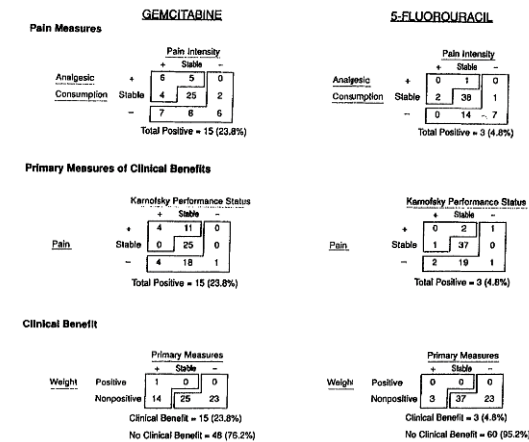 GEMCITABINE
5-FLUOROURACIL
Pain Measures
Pain Intensity
+ Stable −
Analgesic + 6 5 0
Consumption Stable 4 25 2
− 7 8 6
Total Positive = 15 (23.8%)
Pain Intensity
+ Stable −
Analgesic + 0 1 0
Consumption Stable 2 38 1
− 0 14 7
Total Positive = 3 (4.8%)
Primary Measures of Clinical Benefits
Karnofsky Performance Status
+ Stable −
+ 4 11 0
Pain Stable 0 25 0
− 4 18 1
Total Positive = 15 (23.8%)
Karnofsky Performance Status
+ Stable −
+ 0 2 1
Pain Stable 1 37 0
− 2 19 1
Total Positive = 3 (4.8%)
Clinical Benefit
Primary Measures
+ Stable −
Weight Positive 1 0 0
Nonpositive 14 25 23
Clinical Benefit = 15 (23.8%)
No Clinical Benefit = 48 (76.2%)
Primary Measures
+ Stable −
Weight Positive 0 0 0
Nonpositive 3 37 23
Clinical Benefit = 3 (4.8%)
No Clinical Benefit = 60 (95.2%)